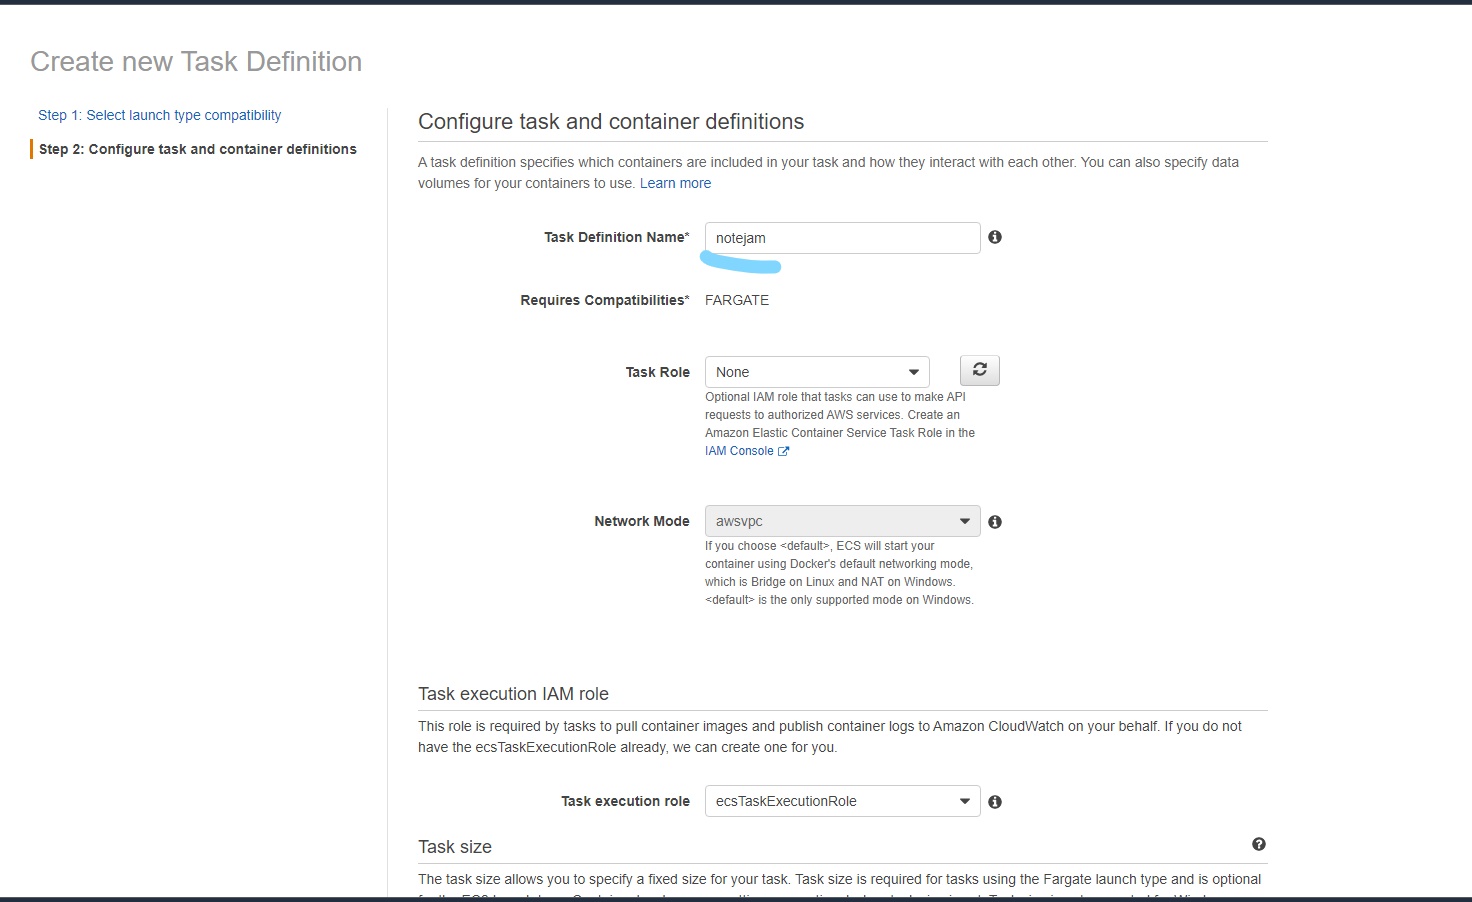 Create new Task Definition
Step 1: Select launch type compatibility
Step 2: Configure task and container definitions
Configure task and container definitions
A task definition specifies which containers are included in your task and how they interact with each other. You can also specify data
volumes for your containers to use. Learn more
Task Definition Name* notejam
Requires Compatibilities* FARGATE
Task Role None
Optional IAM role that tasks can use to make API
requests to authorized AWS services. Create an
Amazon Elastic Container Service Task Role in the
IAM Console
Network Mode awsvpc
If you choose <default>, ECS will start your
container using Docker's default networking mode,
which is Bridge on Linux and NAT on Windows.
<default> is the only supported mode on Windows.
Task execution IAM role
This role is required by tasks to pull container images and publish container logs to Amazon CloudWatch on your behalf. If you do not
have the ecsTaskExecutionRole already, we can create one for you.
Task execution role ecsTaskExecutionRole
Task size
The task size allows you to specify a fixed size for your task. Task size is required for tasks using the Fargate launch type and is optional